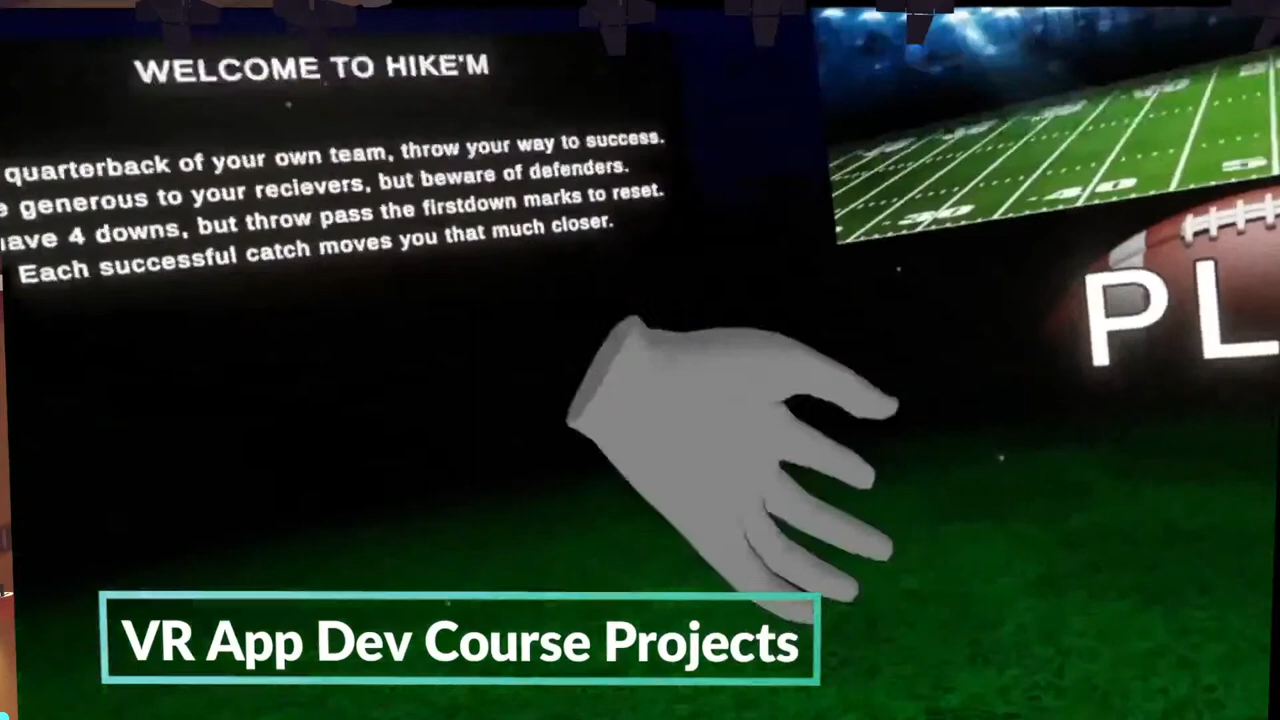 WELCOME TO HIKE'M
quarterback of your own team, throw your way to success.
generous to your recievers, but beware of defenders.
4 downs, but throw pass the firstdown marks to reset.
Each successful catch moves you that much closer.
40
PL
VR App Dev Course Projects